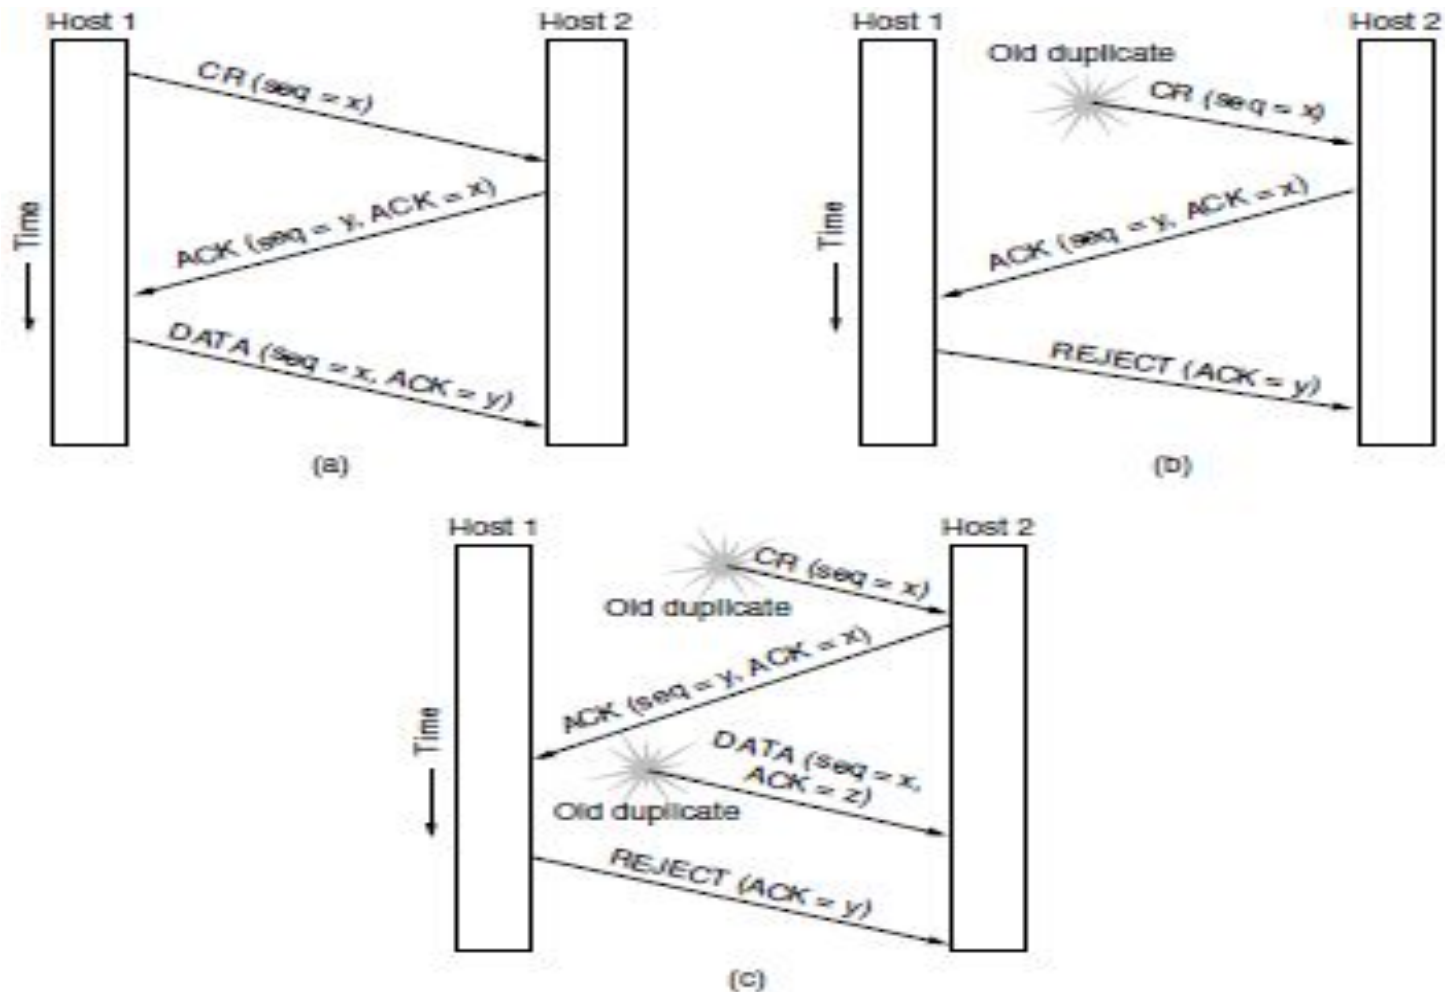 Host 1
Host 2
CR (seq = x)
ACK (seq = y, ACK = x)
DATA (seq = x, ACK = y)
Time
(a)
Host 1
Host 2
Old duplicate
CR (seq = x)
ACK (seq = y, ACK = x)
REJECT (ACK = y)
Time
(b)
Host 1
Host 2
CR (seq = x)
Old duplicate
ACK (seq = y, ACK = x)
DATA (seq = x,
ACK = z)
Old duplicate
REJECT (ACK = y)
Time
(c)